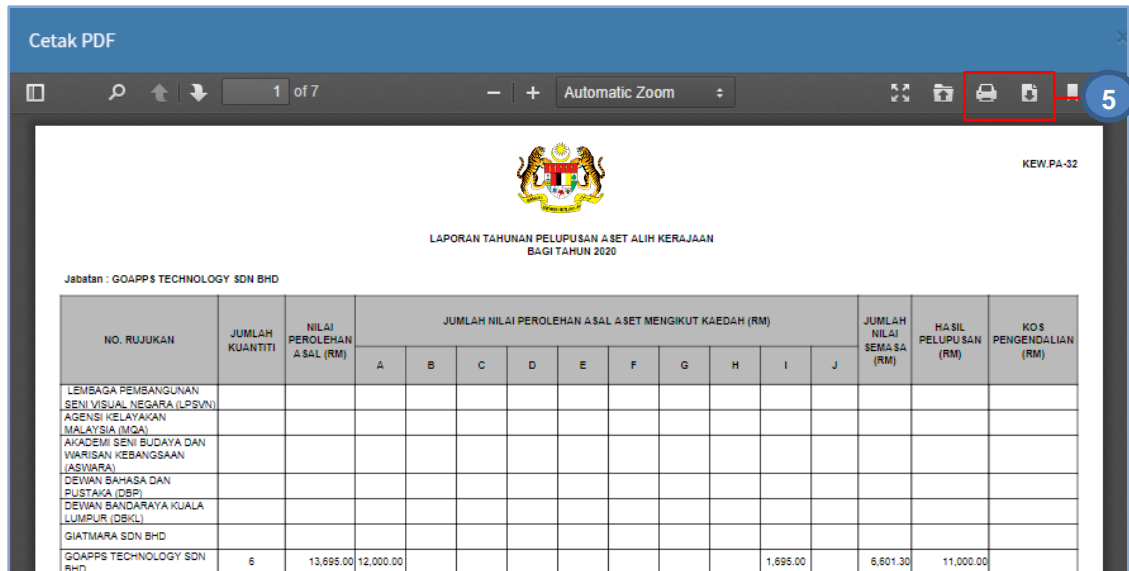 Cetak PDF
1 of 7
Automatic Zoom
5
KEW.PA-32
LAPORAN TAHUNAN PELUPUSAN ASET ALIH KERAJAAN
BAGI TAHUN 2020
Jabatan : GOAPPS TECHNOLOGY SDN BHD
NO. RUJUKAN
JUMLAH
KUANTITI
NILAI
PEROLEHAN
ASAL (RM)
JUMLAH NILAI PEROLEHAN ASAL ASET MENGIKUT KAEDAH (RM)
A B C D E F G H I J
JUMLAH
NILAI
SEMASA
(RM)
HASIL
PELUPUSAN
(RM)
KOS
PENGENDALIAN
(RM)
LEMBAGA PEMBANGUNAN
SENI VISUAL NEGARA (LPSVN)
AGENSI KELAYAKAN
MALAYSIA (MQA)
AKADEMI SENI BUDAYA DAN
WARISAN KEBANGSAAN
(ASWARA)
DEWAN BAHASA DAN
PUSTAKA (DBP)
DEWAN BANDARAYA KUALA
LUMPUR (DBKL)
GIATMARA SDN BHD
GOAPPS TECHNOLOGY SDN
BHD
6 13,695.00 12,000.00 1,695.00 6,601.30 11,000.00